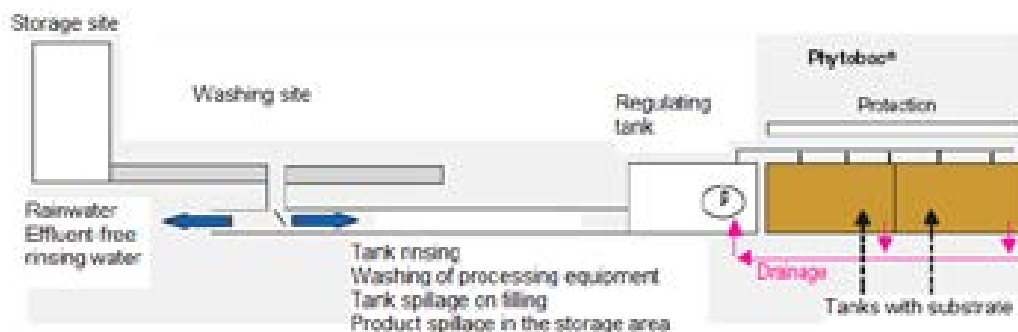 Storage site
Washing site
Regulating
tank
Phytobac®
Protection
P
Rainwater
Effluent-free
rinsing water
Tank rinsing
Washing of processing equipment
Tank spillage on filling
Product spillage in the storage area
Drainage
Tanks with substrate